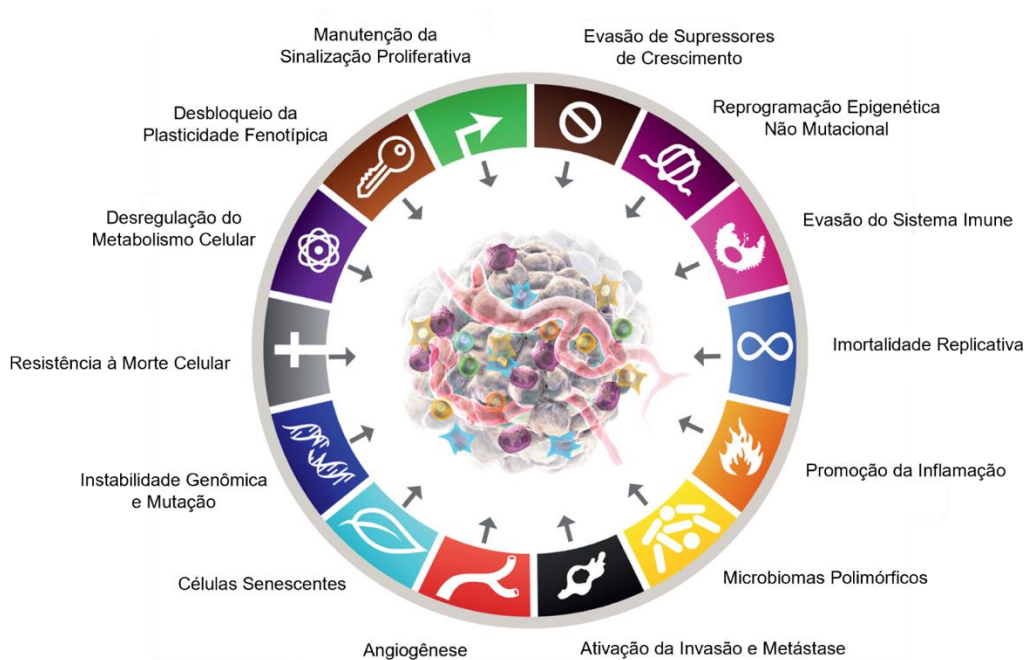 Manutenção da
Sinalização Proliferativa
Evasão de Supressores
de Crescimento
Desbloqueio da
Plasticidade Fenotípica
Reprogramação Epigenética
Não Mutacional
Desregulação do
Metabolismo Celular
Evasão do Sistema Imune
Resistência à Morte Celular
Imortalidade Replicativa
Instabilidade Genômica
e Mutação
Promoção da Inflamação
Células Senescentes
Microbiomas Polimórficos
Angiogênese
Ativação da Invasão e Metástase